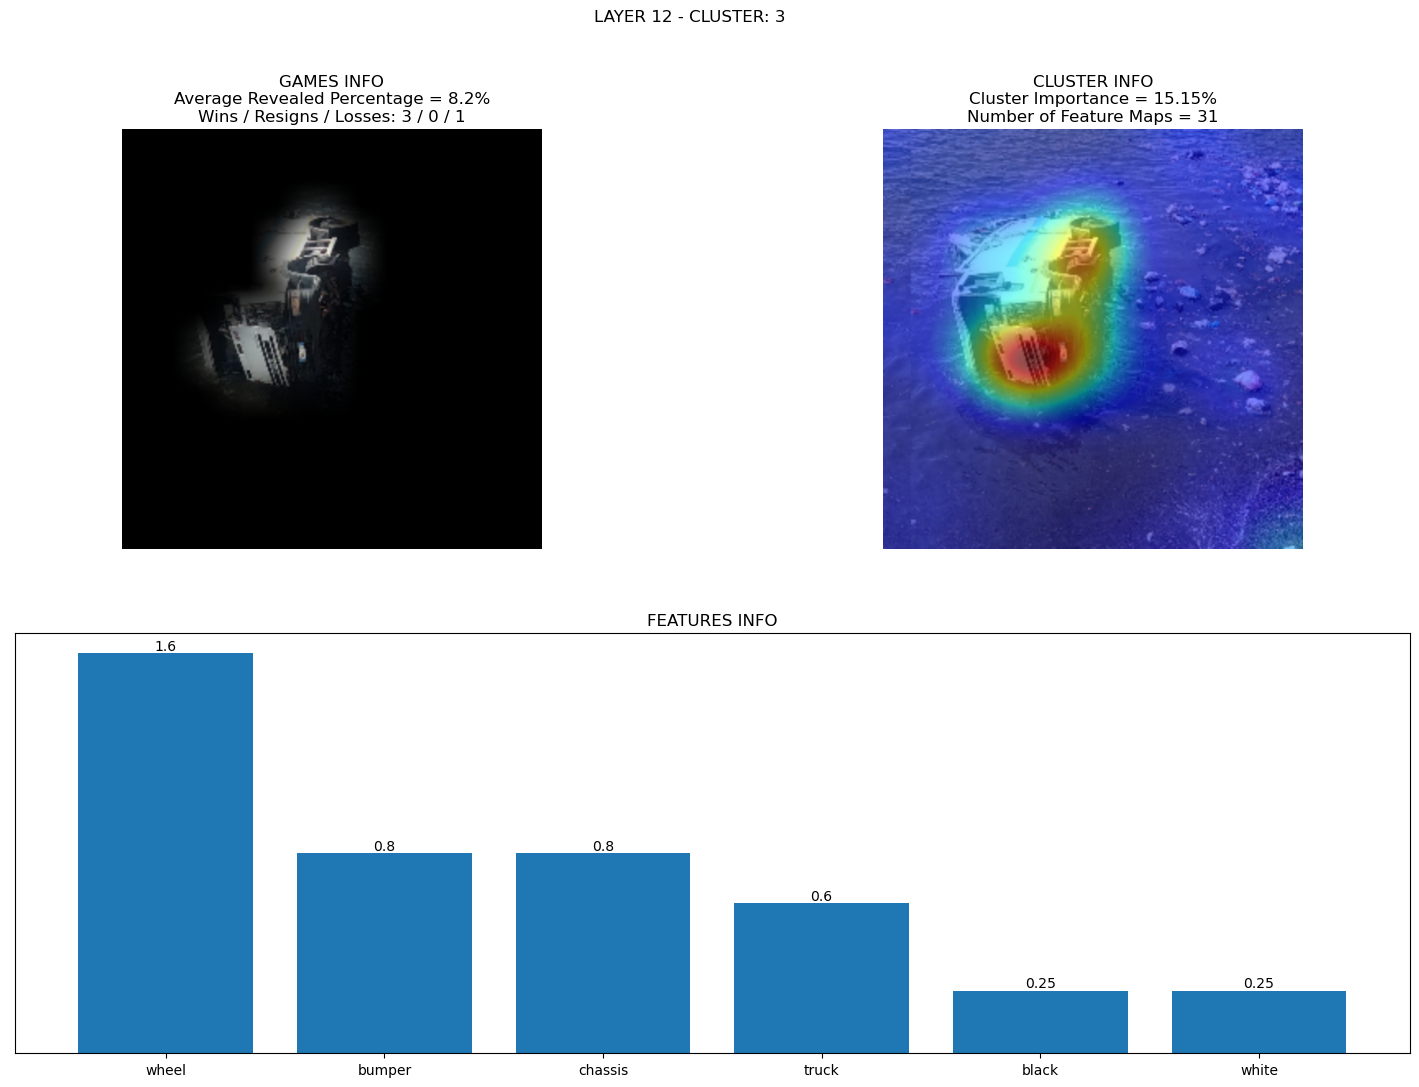 LAYER 12 - CLUSTER: 3
GAMES INFO
Average Revealed Percentage = 8.2%
Wins / Resigns / Losses: 3 / 0 / 1
CLUSTER INFO
Cluster Importance = 15.15%
Number of Feature Maps = 31
FEATURES INFO
1.6
0.8
0.8
0.6
0.25
0.25
wheel
bumper
chassis
truck
black
white